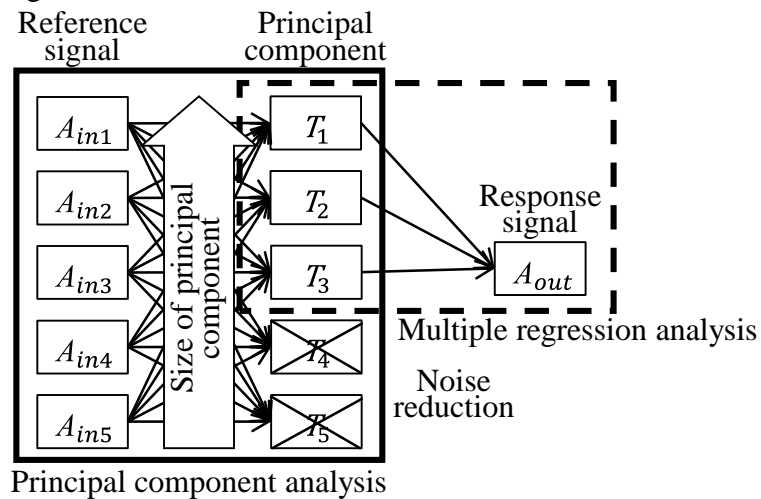 Reference
signal
Principal
component
A_in1
A_in2
A_in3
A_in4
A_in5
Size of principal
component
T_1
T_2
T_3
T_4
T_5
Response
signal
A_out
Multiple regression analysis
Noise
reduction
Principal component analysis